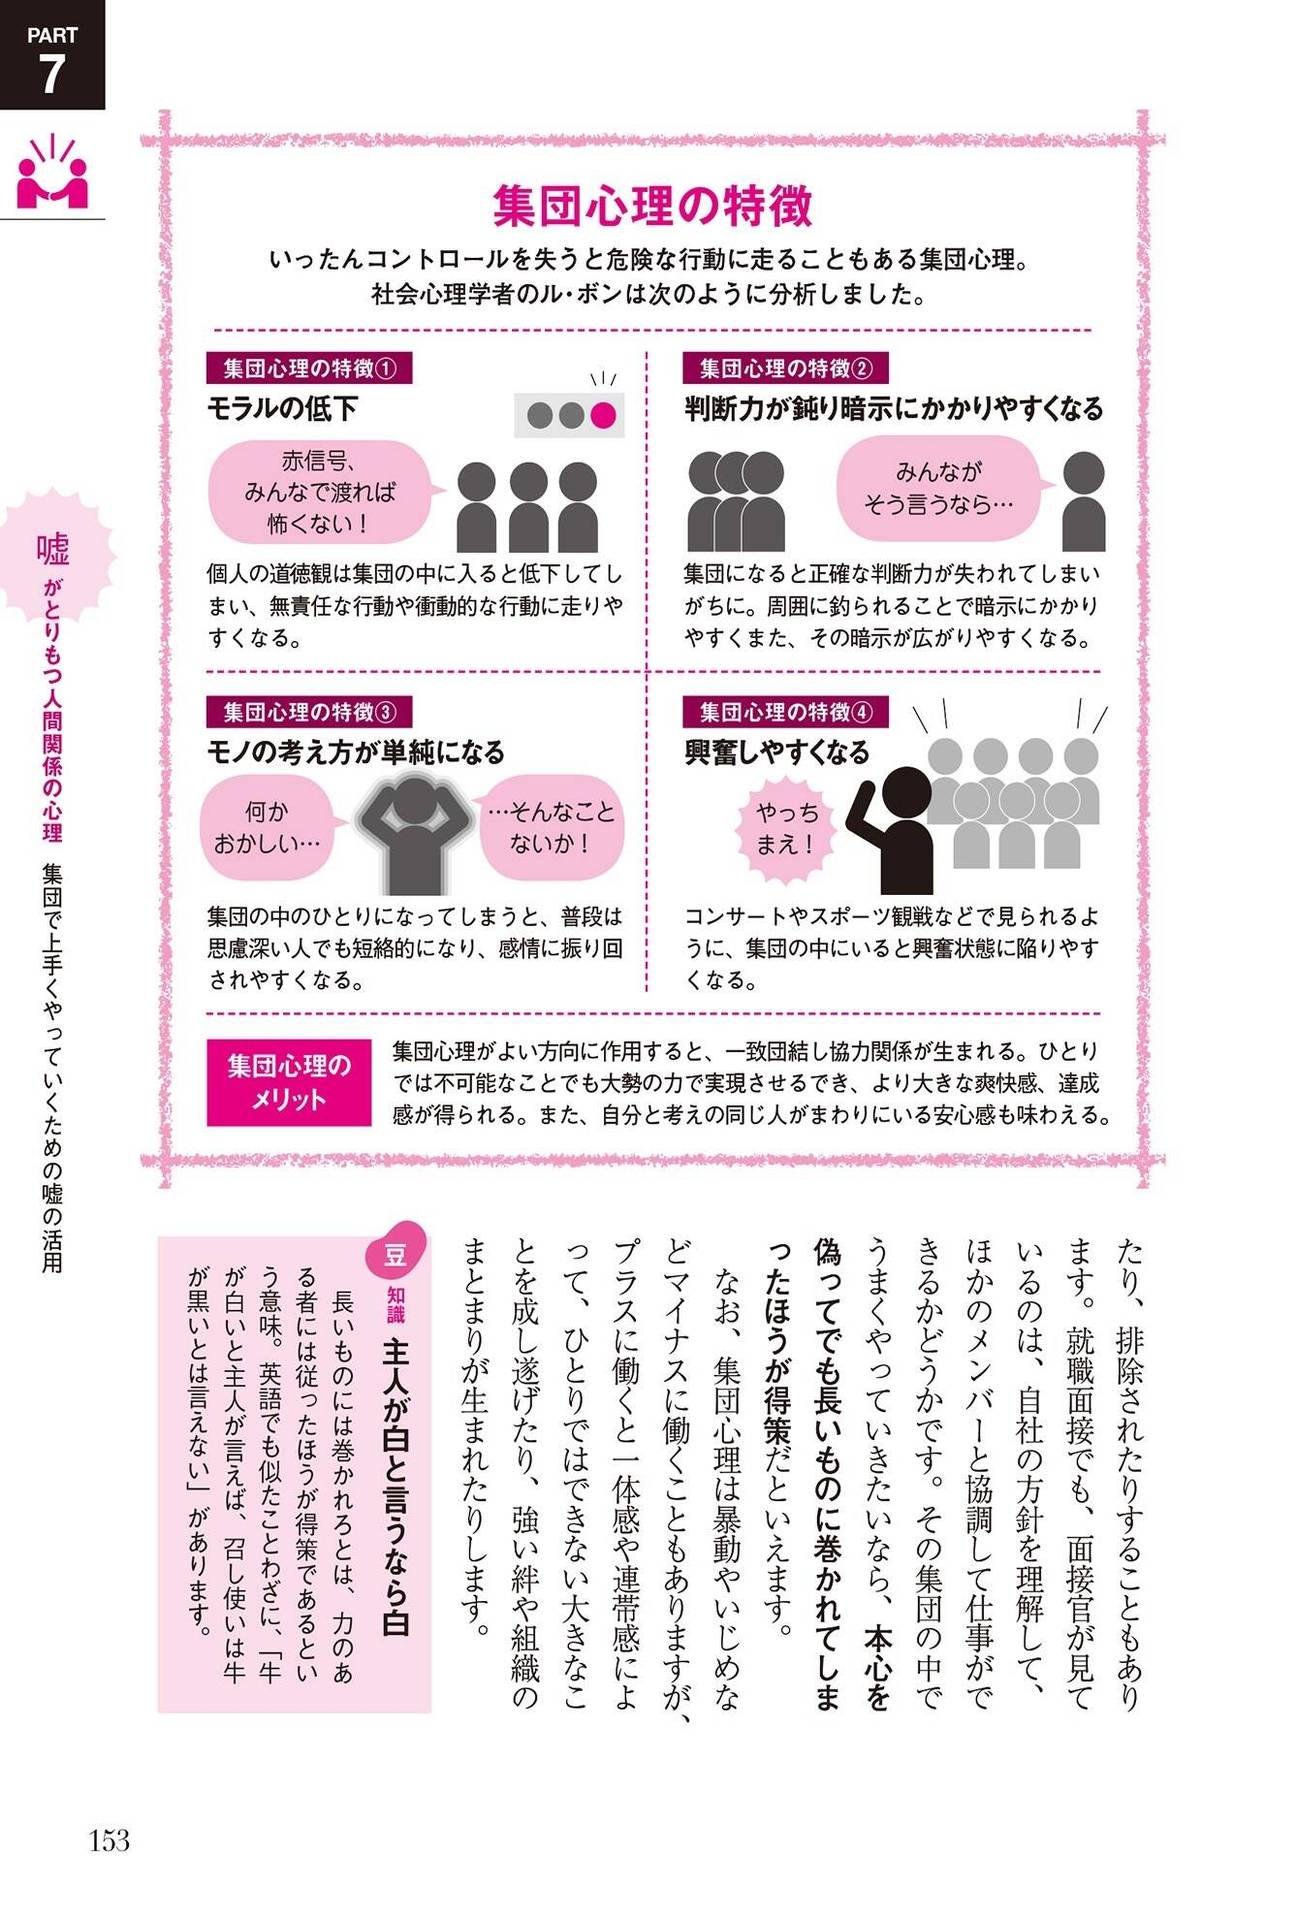 PART
7
嘘がとりもつ人間関係の心理 集団で上手くやっていくための嘘の活用
集団心理の特徴
いったんコントロールを失うと危険な行動に走ることもある集団心理。
社会心理学者のル・ボンは次のように分析しました。
集団心理の特徴①
モラルの低下
赤信号、
みんなで渡れば
怖くない！
個人の道徳観は集団の中に入ると低下してし
まい、無責任な行動や衝動的な行動に走りや
すくなる。
集団心理の特徴②
判断力が鈍り暗示にかかりやすくなる
みんなが
そう言うなら…
集団になると正確な判断力が失われてしまい
がちに。周囲に釣られることで暗示にかかり
やすくまた、その暗示が広がりやすくなる。
集団心理の特徴③
モノの考え方が単純になる
何か
おかしい…
…そんなこと
ないか！
集団の中のひとりになってしまうと、普段は
思慮深い人でも短絡的になり、感情に振り回
されやすくなる。
集団心理の特徴④
興奮しやすくなる
やっち
まえ！
コンサートやスポーツ観戦などで見られるよ
うに、集団の中にいると興奮状態に陥りやす
くなる。
集団心理の
メリット
集団心理がよい方向に作用すると、一致団結し協力関係が生まれる。ひとり
では不可能なことでも大勢の力で実現させるでき、より大きな爽快感、達成
感が得られる。また、自分と考えの同じ人がまわりにいる安心感も味わえる。
たり、排除されたりすることもあり
ます。就職面接でも、面接官が見て
いるのは、自社の方針を理解して、
ほかのメンバーと協調して仕事がで
きるかどうかです。その集団の中で
うまくやっていきたいなら、本心を
偽ってでも長いものに巻かれてしま
ったほうが得策だといえます。
なお、集団心理は暴動やいじめな
どマイナスに働くこともありますが、
プラスに働くと一体感や連帯感によ
って、ひとりではできない大きなこ
とを成し遂げたり、強い絆や組織の
まとまりが生まれたりします。
豆知識 主人が白と言うなら白
長いものには巻かれろとは、力のあ
る者には従ったほうが得策であるとい
う意味。英語でも似たことわざに、「牛
が白いと主人が言えば、召し使いは牛
が黒いとは言えない」があります。
153